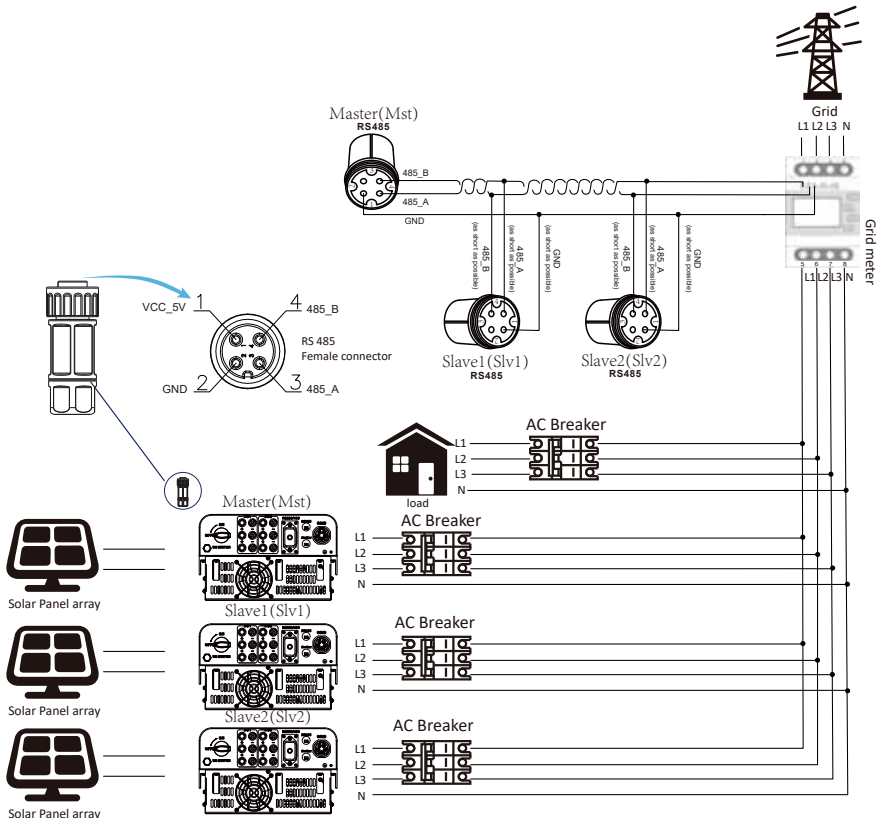 Grid
L1 L2 L3 N
Master(Mst)
RS485
485_B
485_A
GND
Grid meter
5 6 7 8
L1 L2 L3 N
485_B
(as short as possible)
485_A
(as short as possible)
GND
(as short as possible)
485_B
(as short as possible)
485_A
(as short as possible)
GND
(as short as possible)
Slave1(Slv1)
RS485
Slave2(Slv2)
RS485
1
VCC_5V
4
485_B
RS 485
Female connector
GND
2
3
485_A
AC Breaker
L1
L2
L3
N
load
Master(Mst)
AC Breaker
L1
L2
L3
N
Solar Panel array
Slave1(Slv1)
AC Breaker
L1
L2
L3
N
Solar Panel array
Slave2(Slv2)
AC Breaker
L1
L2
L3
N
Solar Panel array